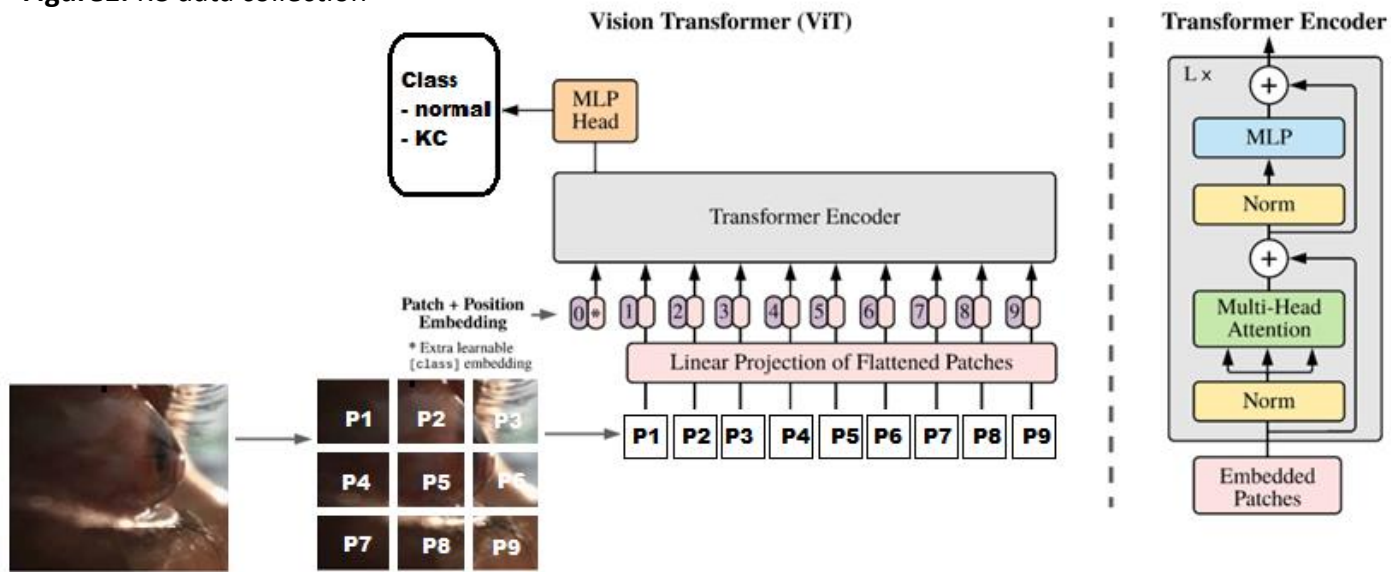 Vision Transformer (ViT)
Transformer Encoder
Class
- normal
- KC
MLP
Head
Transformer Encoder
Patch + Position
Embedding
* Extra learnable
[class] embedding
0 * 1 2 3 4 5 6 7 8 9
Linear Projection of Flattened Patches
P1 P2 P3
P4 P5 P6
P7 P8 P9
P1 P2 P3 P4 P5 P6 P7 P8 P9
L x
+
MLP
Norm
+
Multi-Head
Attention
Norm
Embedded
Patches